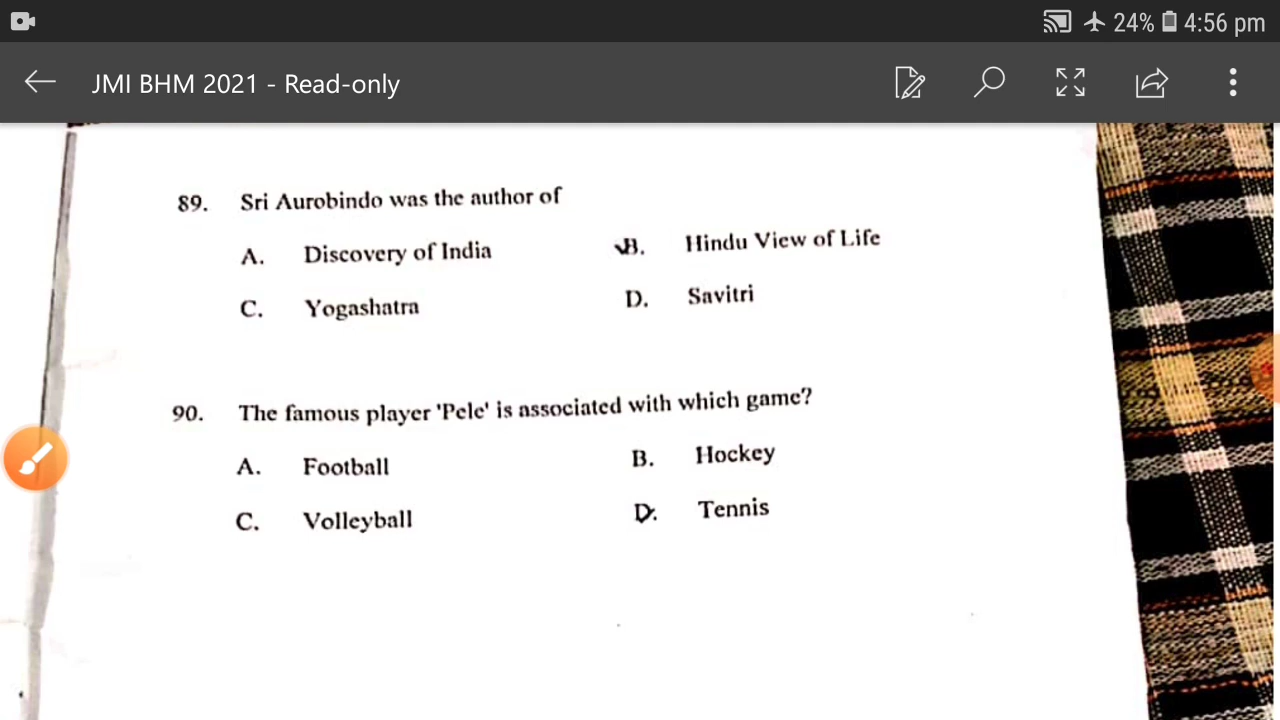 24% 4:56 pm
JMI BHM 2021 - Read-only
89. Sri Aurobindo was the author of
A. Discovery of India B. Hindu View of Life
C. Yogashatra D. Savitri
90. The famous player 'Pele' is associated with which game?
A. Football B. Hockey
C. Volleyball D. Tennis